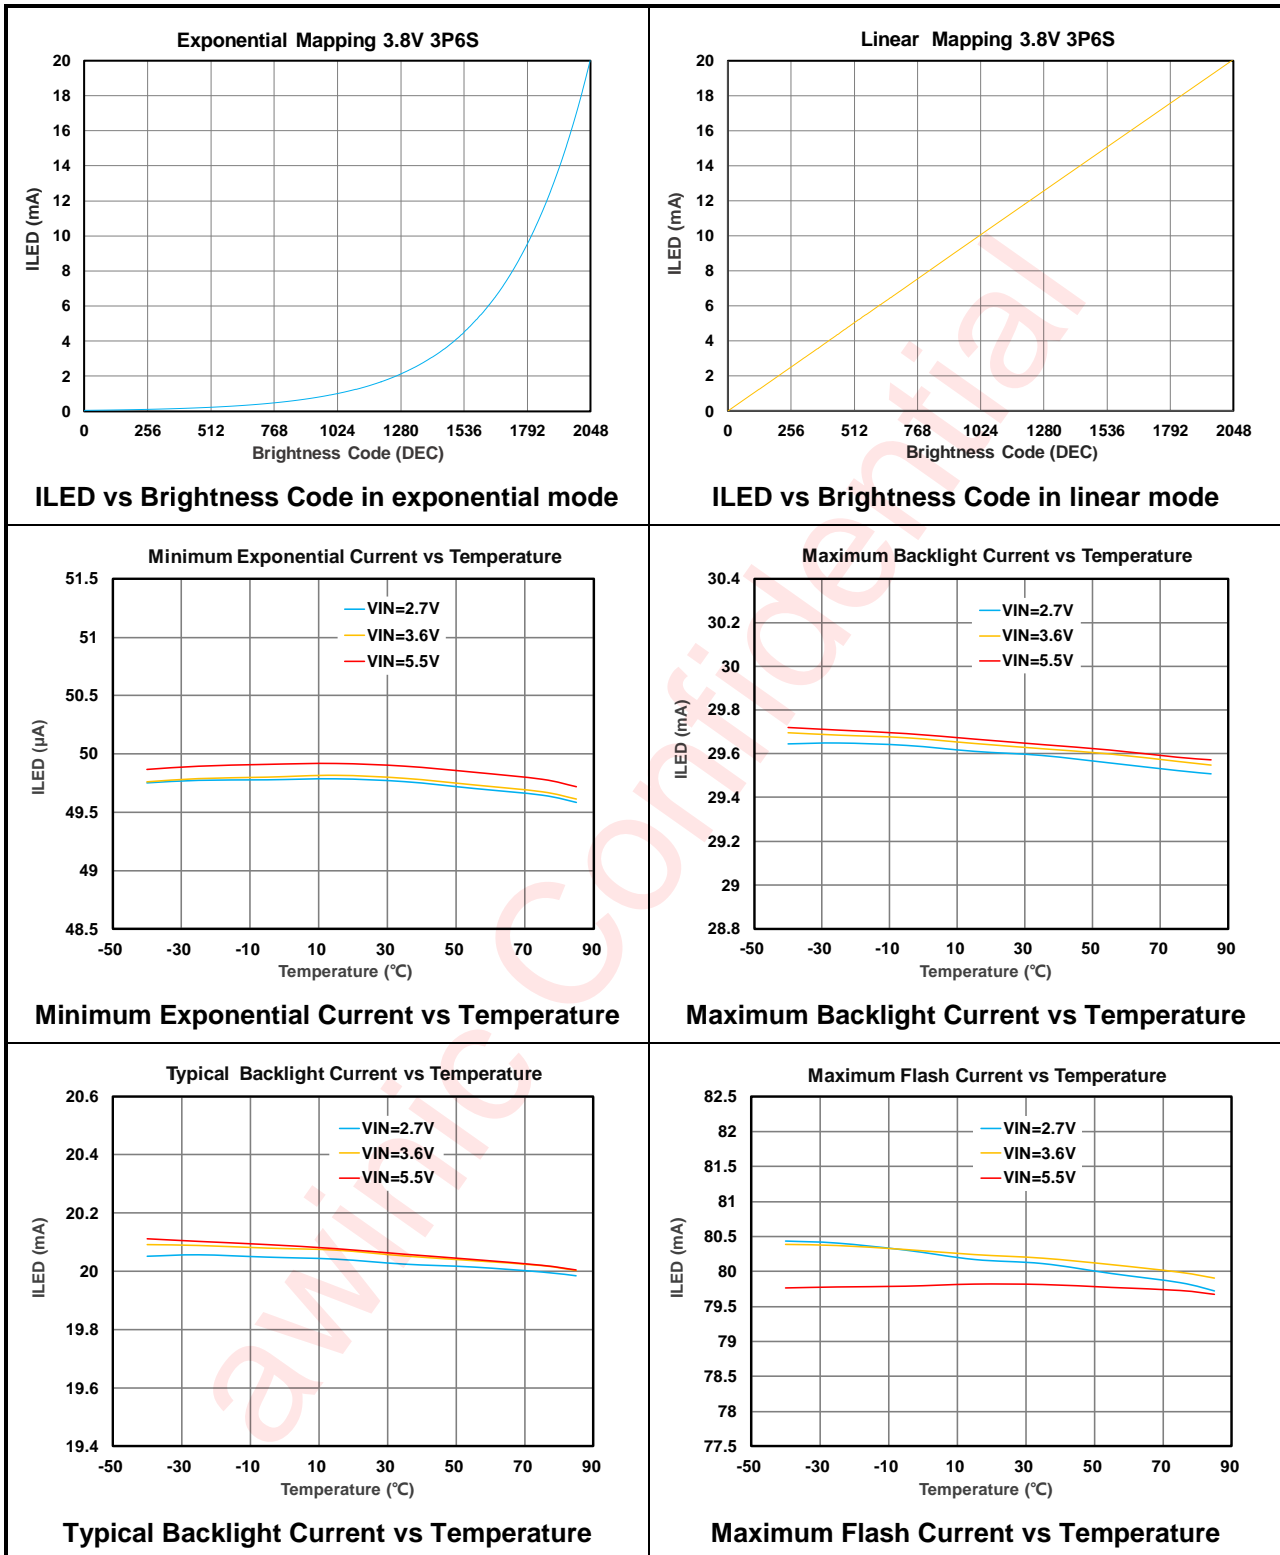 Exponential Mapping 3.8V 3P6S
20
18
16
14
12
10
8
6
4
2
0
ILED (mA)
0 256 512 768 1024 1280 1536 1792 2048
Brightness Code (DEC)
ILED vs Brightness Code in exponential mode
Linear Mapping 3.8V 3P6S
20
18
16
14
12
10
8
6
4
2
0
ILED (mA)
0 256 512 768 1024 1280 1536 1792 2048
Brightness Code (DEC)
ILED vs Brightness Code in linear mode
Minimum Exponential Current vs Temperature
51.5
51
50.5
50
49.5
49
48.5
ILED (µA)
VIN=2.7V
VIN=3.6V
VIN=5.5V
-50 -30 -10 10 30 50 70 90
Temperature (℃)
Minimum Exponential Current vs Temperature
Maximum Backlight Current vs Temperature
30.4
30.2
30
29.8
29.6
29.4
29.2
29
28.8
ILED (mA)
VIN=2.7V
VIN=3.6V
VIN=5.5V
-50 -30 -10 10 30 50 70 90
Temperature (℃)
Maximum Backlight Current vs Temperature
Typical Backlight Current vs Temperature
20.6
20.4
20.2
20
19.8
19.6
19.4
ILED (mA)
VIN=2.7V
VIN=3.6V
VIN=5.5V
-50 -30 -10 10 30 50 70 90
Temperature (℃)
Typical Backlight Current vs Temperature
Maximum Flash Current vs Temperature
82.5
82
81.5
81
80.5
80
79.5
79
78.5
78
77.5
ILED (mA)
VIN=2.7V
VIN=3.6V
VIN=5.5V
-50 -30 -10 10 30 50 70 90
Temperature (℃)
Maximum Flash Current vs Temperature
awinic Confidential